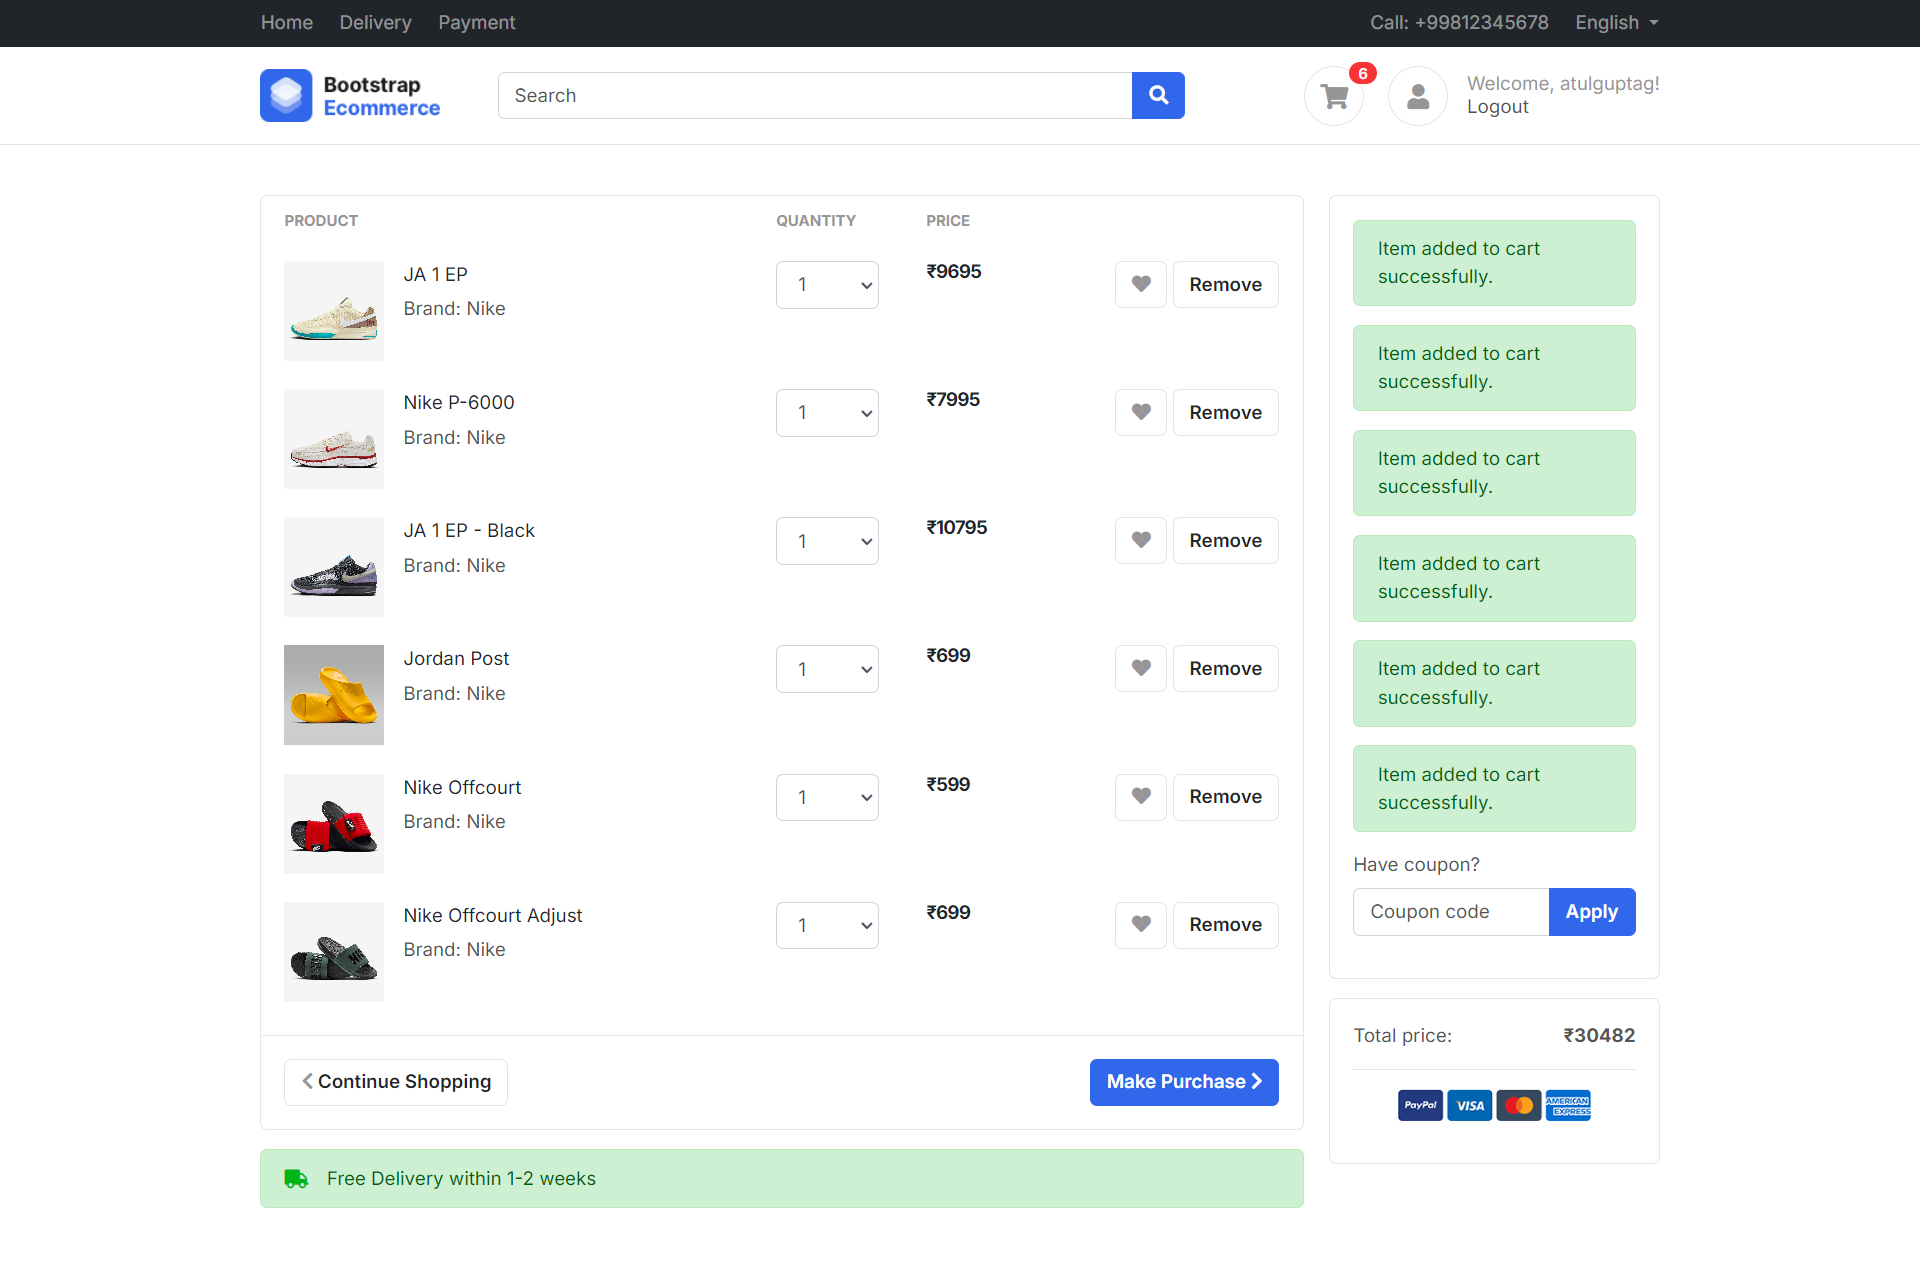 Home Delivery Payment Call: +99812345678 English
Bootstrap
Ecommerce
Search
6
Welcome, atulguptag!
Logout
PRODUCT QUANTITY PRICE
JA 1 EP
Brand: Nike
1
₹9695
Remove
Nike P-6000
Brand: Nike
1
₹7995
Remove
JA 1 EP - Black
Brand: Nike
1
₹10795
Remove
Jordan Post
Brand: Nike
1
₹699
Remove
Nike Offcourt
Brand: Nike
1
₹599
Remove
Nike Offcourt Adjust
Brand: Nike
1
₹699
Remove
Continue Shopping
Make Purchase
Free Delivery within 1-2 weeks
Item added to cart
successfully.
Item added to cart
successfully.
Item added to cart
successfully.
Item added to cart
successfully.
Item added to cart
successfully.
Item added to cart
successfully.
Have coupon?
Coupon code Apply
Total price: ₹30482
PayPal VISA AMERICAN
EXPRESS